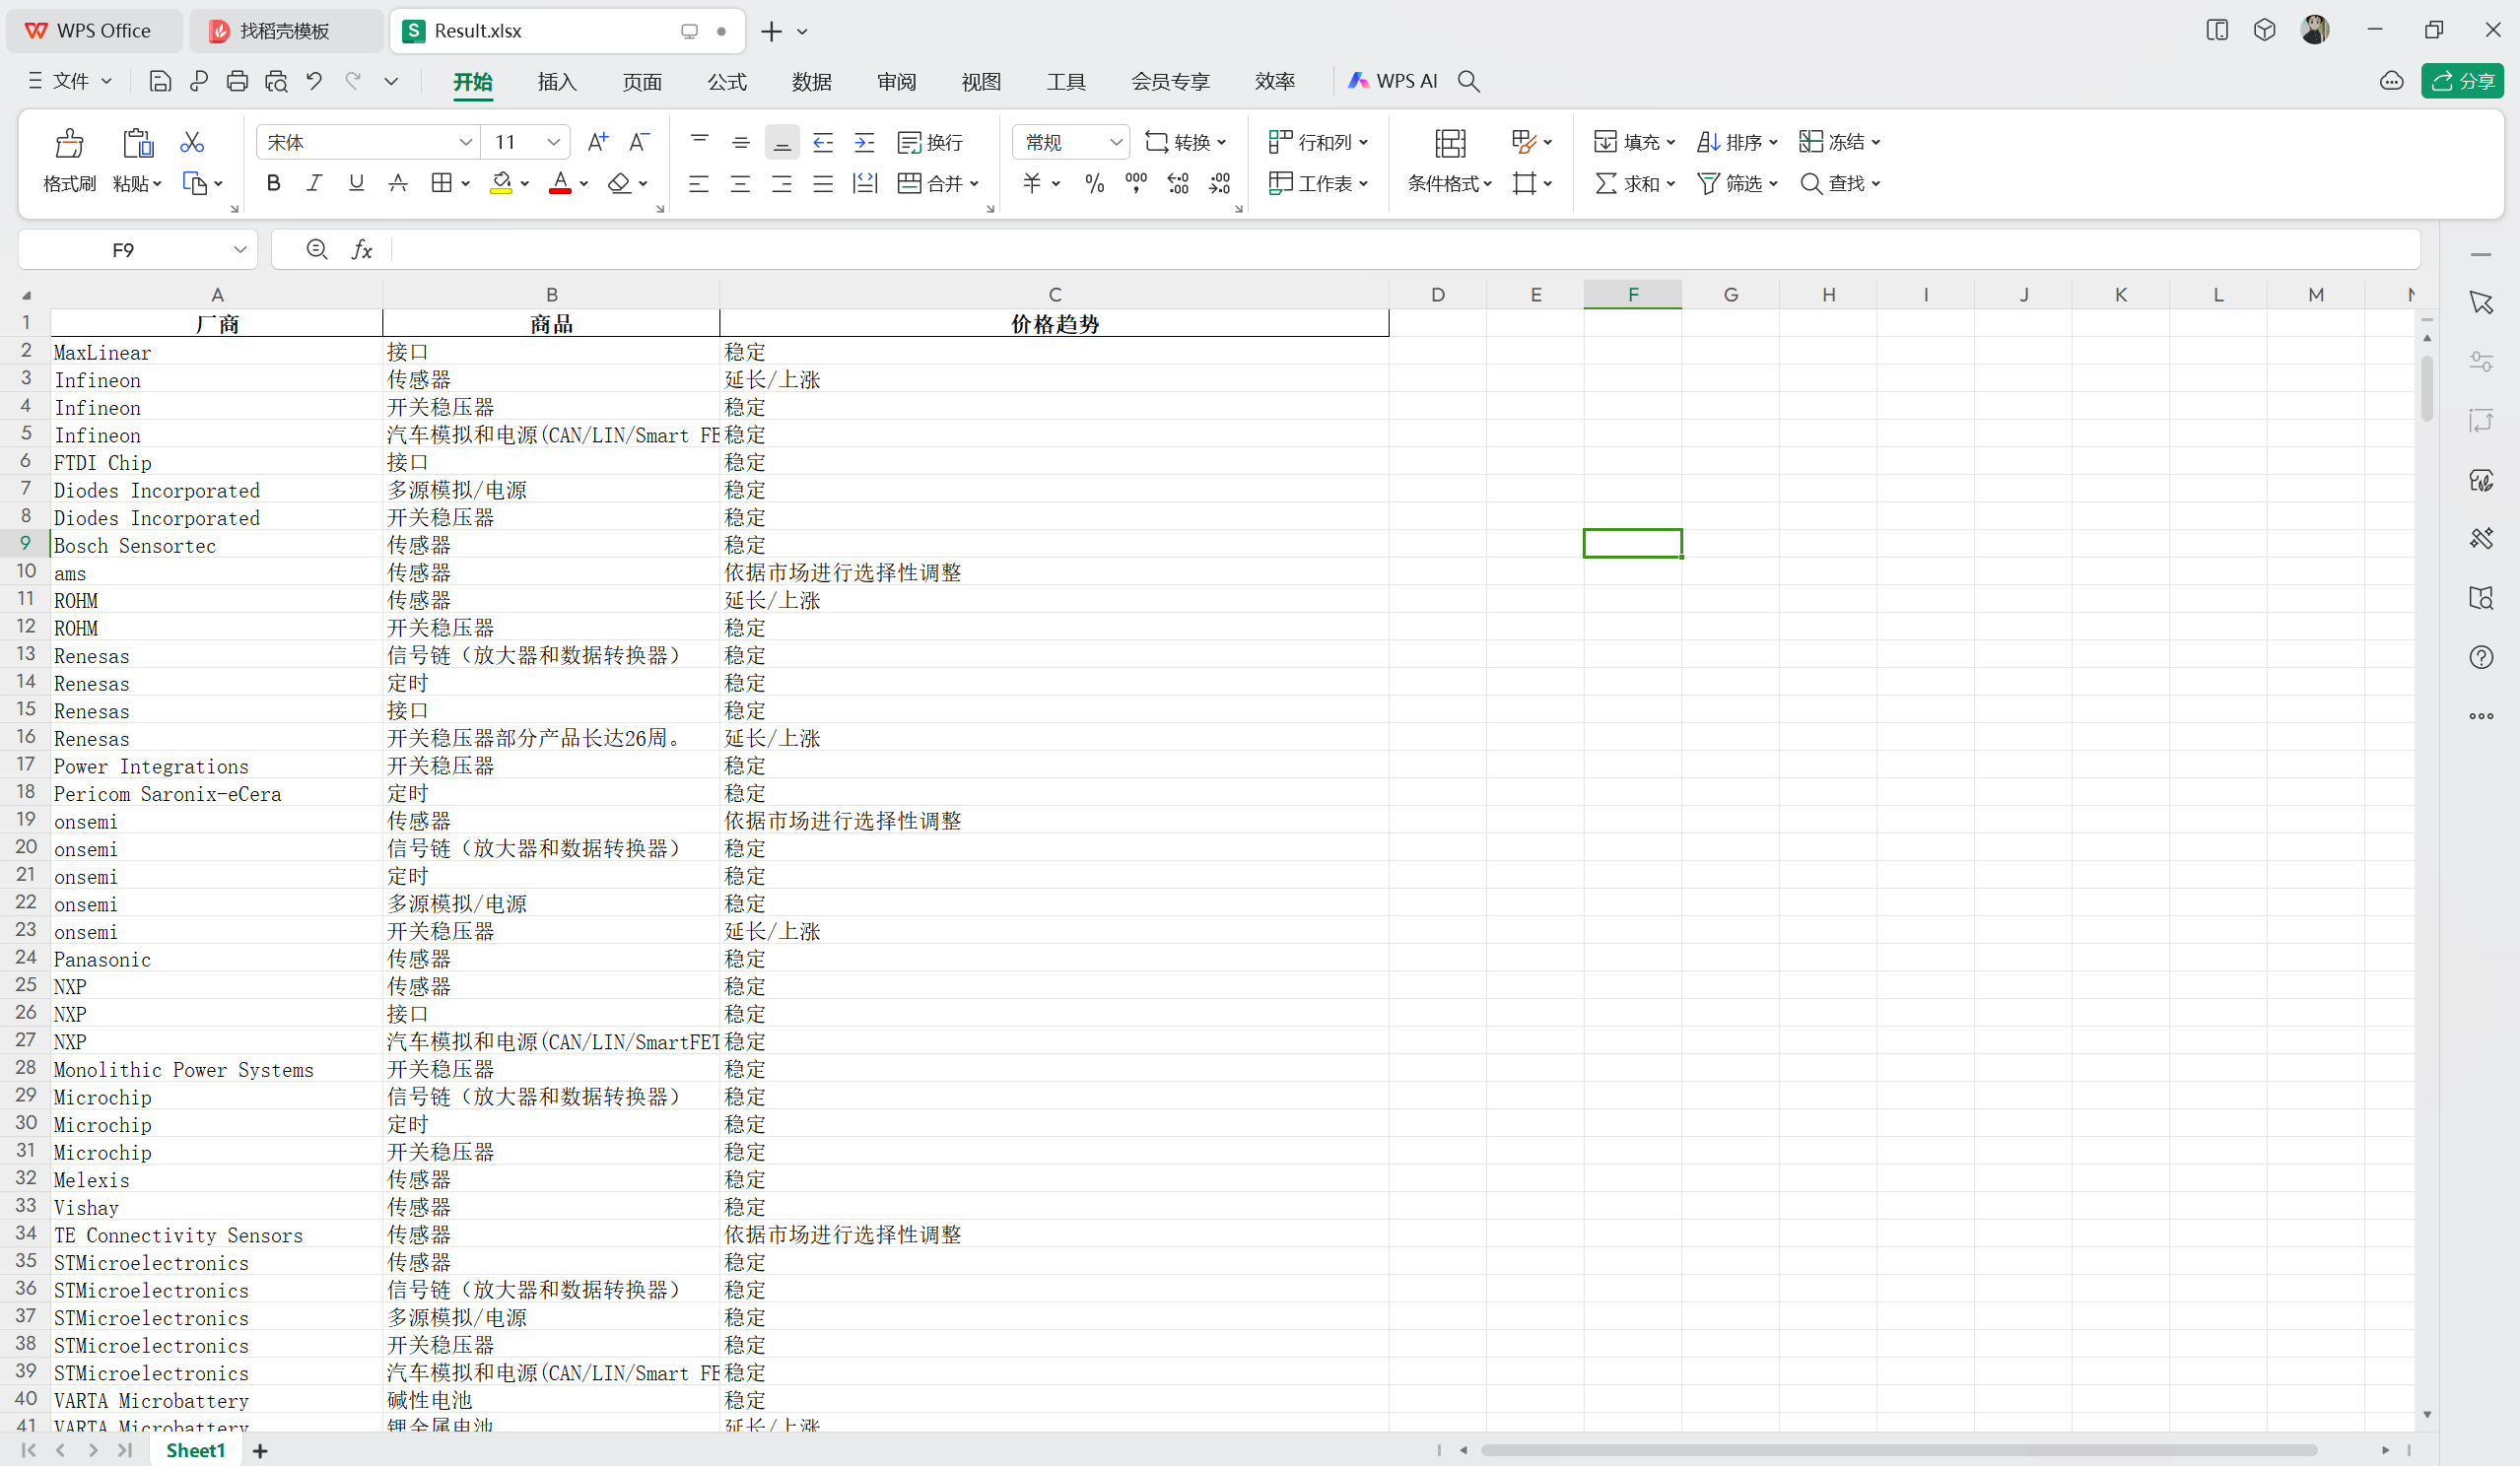 WPS Office 找稻壳模板 Result.xlsx
文件 开始 插入 页面 公式 数据 审阅 视图 工具 会员专享 效率 WPS AI 分享
宋体 11 A+ A- 换行 常规 转换 行和列 填充 排序 冻结
格式刷 粘贴 B I U A A 合并 % 工作表 条件格式 求和 筛选 查找
F9 fx
A B C D E F G H I J K L M
1 厂商 商品 价格趋势
2 MaxLinear 接口 稳定
3 Infineon 传感器 延长/上涨
4 Infineon 开关稳压器 稳定
5 Infineon 汽车模拟和电源(CAN/LIN/Smart FE 稳定
6 FTDI Chip 接口 稳定
7 Diodes Incorporated 多源模拟/电源 稳定
8 Diodes Incorporated 开关稳压器 稳定
9 Bosch Sensortec 传感器 稳定
10 ams 传感器 依据市场进行选择性调整
11 ROHM 传感器 延长/上涨
12 ROHM 开关稳压器 稳定
13 Renesas 信号链（放大器和数据转换器） 稳定
14 Renesas 定时 稳定
15 Renesas 接口 稳定
16 Renesas 开关稳压器部分产品长达26周。 延长/上涨
17 Power Integrations 开关稳压器 稳定
18 Pericom Saronix-eCera 定时 稳定
19 onsemi 传感器 依据市场进行选择性调整
20 onsemi 信号链（放大器和数据转换器） 稳定
21 onsemi 定时 稳定
22 onsemi 多源模拟/电源 稳定
23 onsemi 开关稳压器 延长/上涨
24 Panasonic 传感器 稳定
25 NXP 传感器 稳定
26 NXP 接口 稳定
27 NXP 汽车模拟和电源(CAN/LIN/SmartFET 稳定
28 Monolithic Power Systems 开关稳压器 稳定
29 Microchip 信号链（放大器和数据转换器） 稳定
30 Microchip 定时 稳定
31 Microchip 开关稳压器 稳定
32 Melexis 传感器 稳定
33 Vishay 传感器 稳定
34 TE Connectivity Sensors 传感器 依据市场进行选择性调整
35 STMicroelectronics 传感器 稳定
36 STMicroelectronics 信号链（放大器和数据转换器） 稳定
37 STMicroelectronics 多源模拟/电源 稳定
38 STMicroelectronics 开关稳压器 稳定
39 STMicroelectronics 汽车模拟和电源(CAN/LIN/Smart FE 稳定
40 VARTA Microbattery 碱性电池 稳定
41 VARTA Microbattery 锂金属电池 延长/上涨
Sheet1